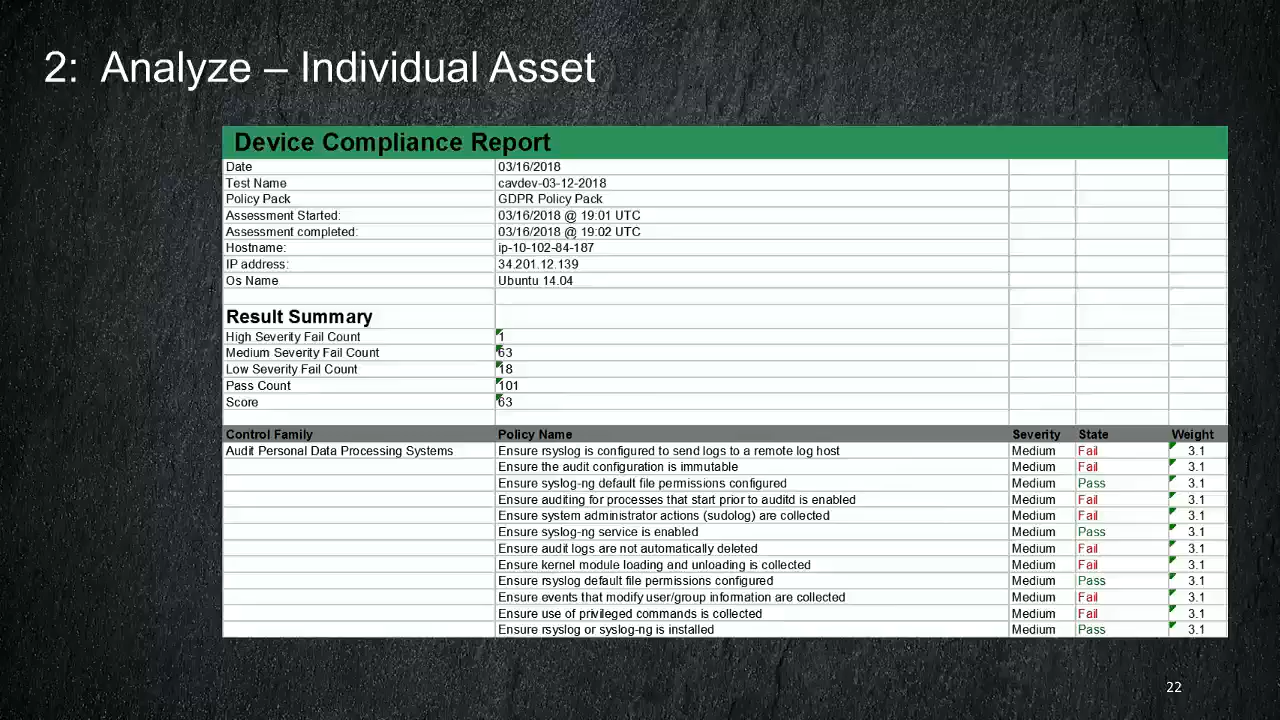 2:  Analyze – Individual Asset
Device Compliance Report
Date 03/16/2018
Test Name cavdev-03-12-2018
Policy Pack GDPR Policy Pack
Assessment Started: 03/16/2018 @ 19:01 UTC
Assessment completed: 03/16/2018 @ 19:02 UTC
Hostname: ip-10-102-84-187
IP address: 34.201.12.139
Os Name Ubuntu 14.04
Result Summary
High Severity Fail Count 1
Medium Severity Fail Count 63
Low Severity Fail Count 18
Pass Count 101
Score 63
Control Family Policy Name Severity State Weight
Audit Personal Data Processing Systems Ensure rsyslog is configured to send logs to a remote log host Medium Fail 3.1
Ensure the audit configuration is immutable Medium Fail 3.1
Ensure syslog-ng default file permissions configured Medium Pass 3.1
Ensure auditing for processes that start prior to auditd is enabled Medium Fail 3.1
Ensure system administrator actions (sudolog) are collected Medium Fail 3.1
Ensure syslog-ng service is enabled Medium Pass 3.1
Ensure audit logs are not automatically deleted Medium Fail 3.1
Ensure kernel module loading and unloading is collected Medium Fail 3.1
Ensure rsyslog default file permissions configured Medium Pass 3.1
Ensure events that modify user/group information are collected Medium Fail 3.1
Ensure use of privileged commands is collected Medium Fail 3.1
Ensure rsyslog or syslog-ng is installed Medium Pass 3.1
22